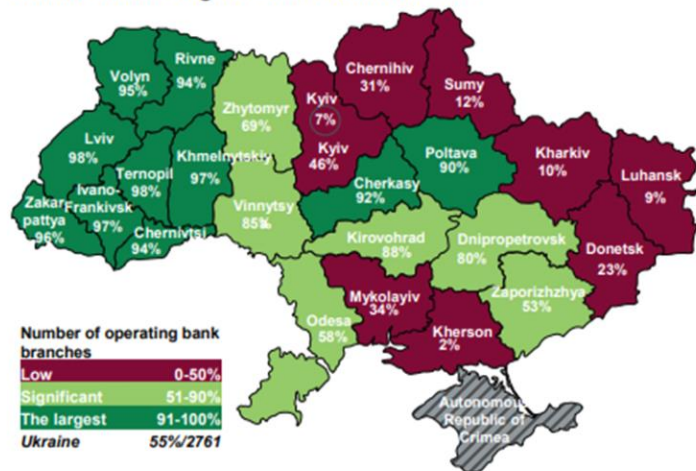 Rivne
94%
Volyn
95%
Chernihiv
31%
Sumy
12%
Kyiv
7%
Zhytomyr
69%
Lviv
98%
Khmelnytskiy
97%
Kyiv
46%
Poltava
90%
Kharkiv
10%
Luhansk
9%
Ternopil
98%
Ivano-
Frankivsk
97%
Zakar
pattya
96%
Chernivtsi
94%
Vinnytsy
85%
Cherkasy
92%
Kirovohrad
88%
Dnipropetrovsk
80%
Donetsk
23%
Mykolayiv
34%
Zaporizhzhya
53%
Odesa
58%
Kherson
2%
Autonomou
Republic of
Crimea
Number of operating bank
branches
Low 0-50%
Significant 51-90%
The largest 91-100%
Ukraine 55%/2761